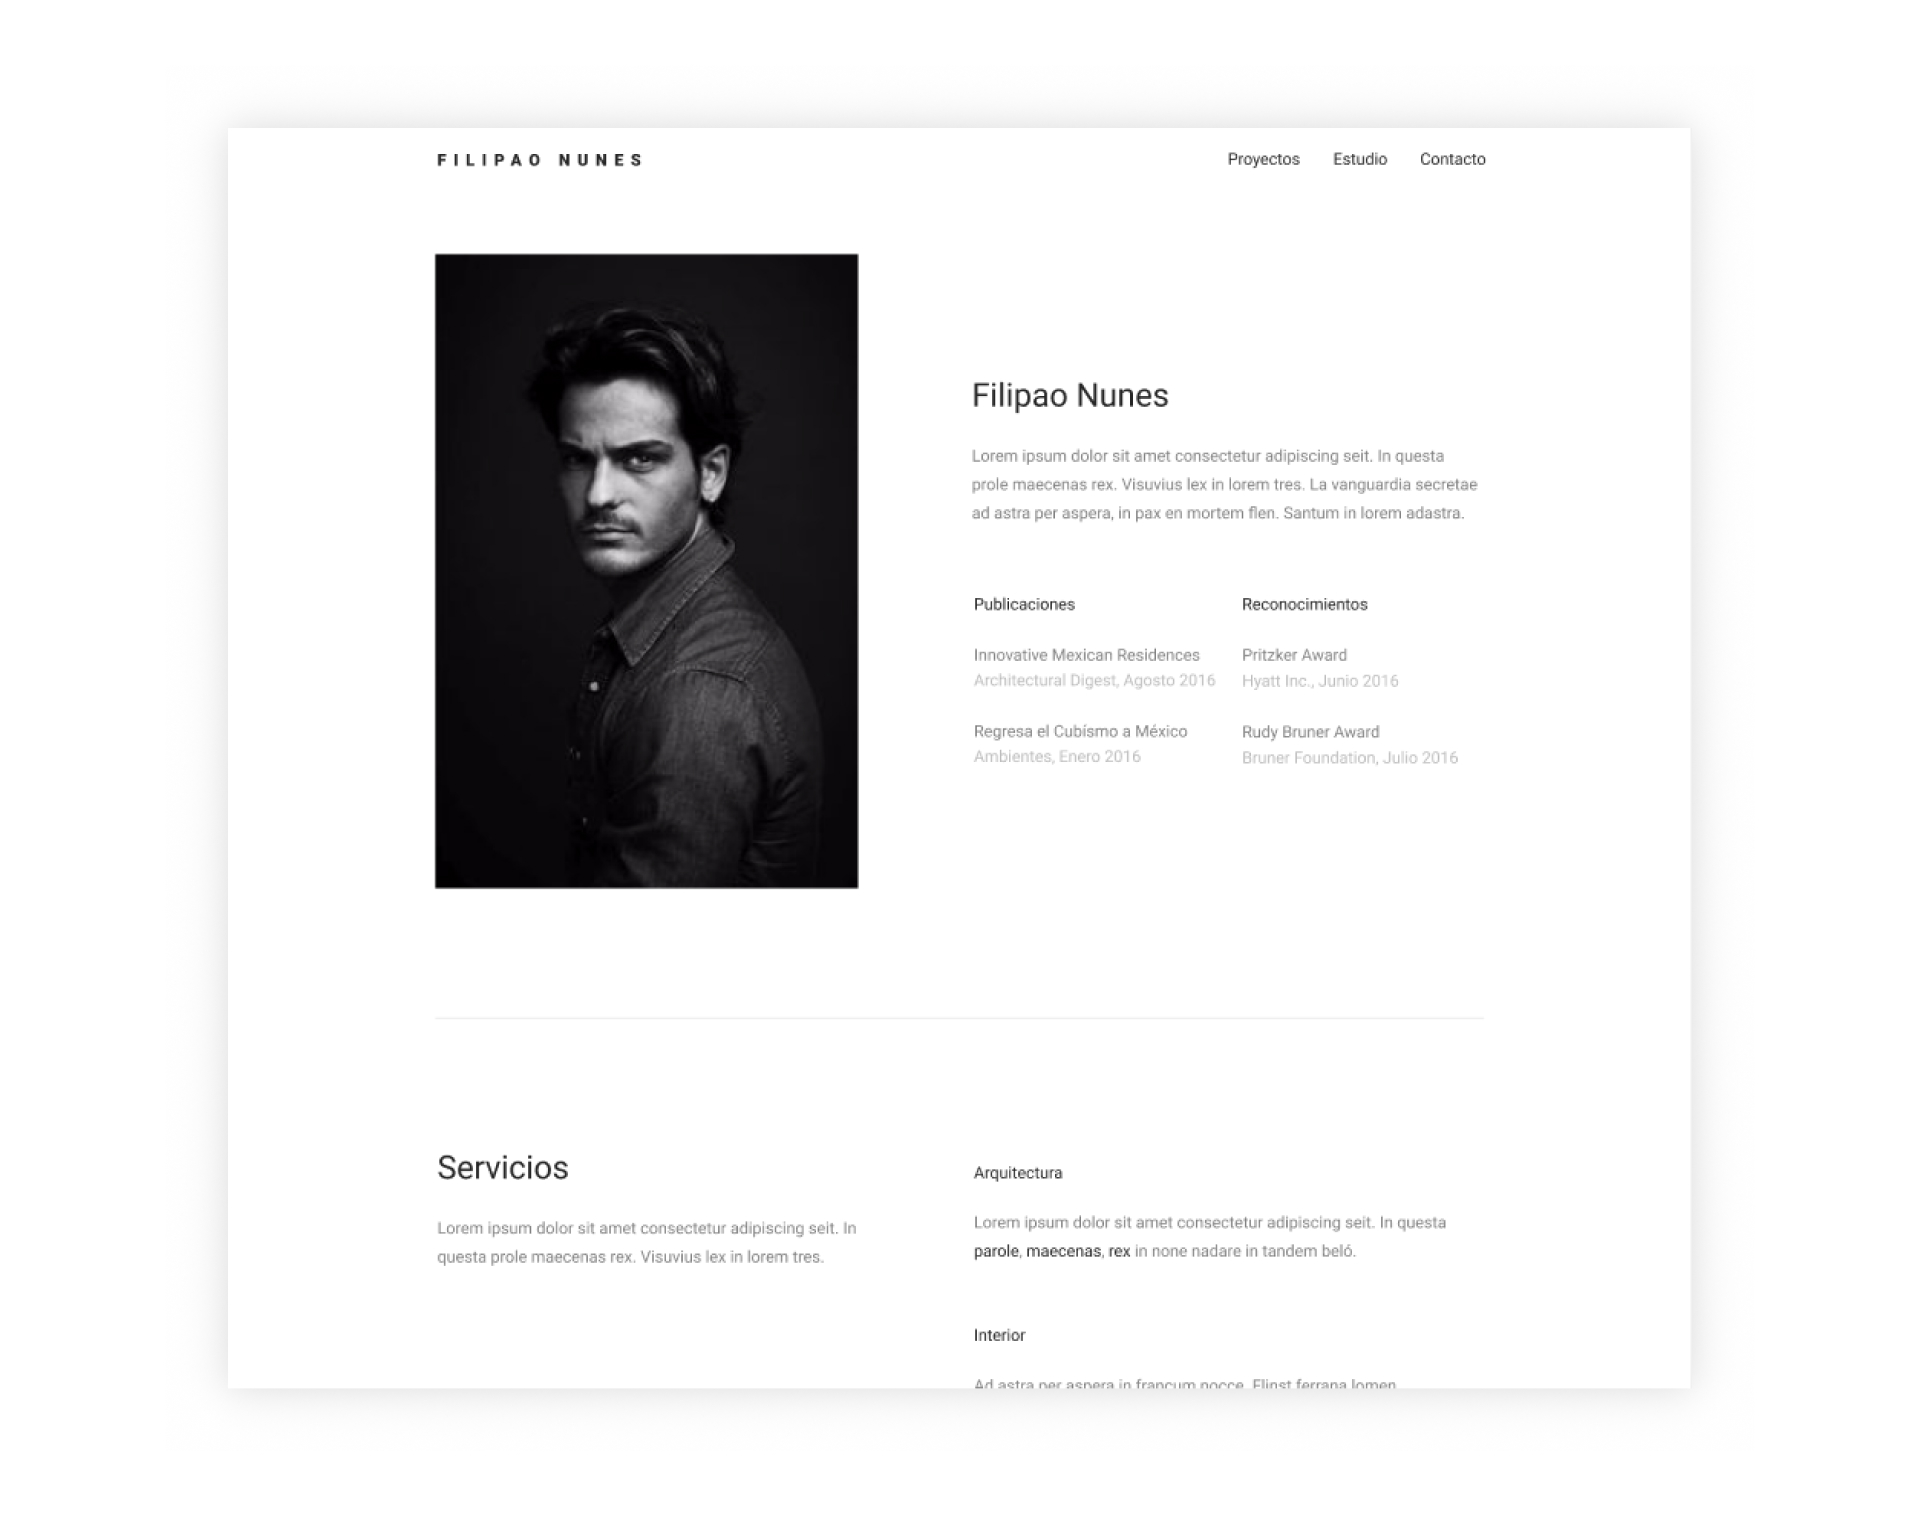 FILIPAO NUNES
Proyectos Estudio Contacto
Filipao Nunes
Lorem ipsum dolor sit amet consectetur adipiscing seit. In questa
prole maecenas rex. Visuvius lex in lorem tres. La vanguardia secretae
ad astra per aspera, in pax en mortem flen. Santum in lorem adastra.
Publicaciones
Innovative Mexican Residences
Architectural Digest, Agosto 2016
Regresa el Cubísmo a México
Ambientes, Enero 2016
Reconocimientos
Pritzker Award
Hyatt Inc., Junio 2016
Rudy Bruner Award
Bruner Foundation, Julio 2016
Servicios
Lorem ipsum dolor sit amet consectetur adipiscing seit. In
questa prole maecenas rex. Visuvius lex in lorem tres.
Arquitectura
Lorem ipsum dolor sit amet consectetur adipiscing seit. In questa
parole, maecenas, rex in none nadare in tandem beló.
Interior
Ad astra per aspera in francum nocce. Flinst ferrana lomen